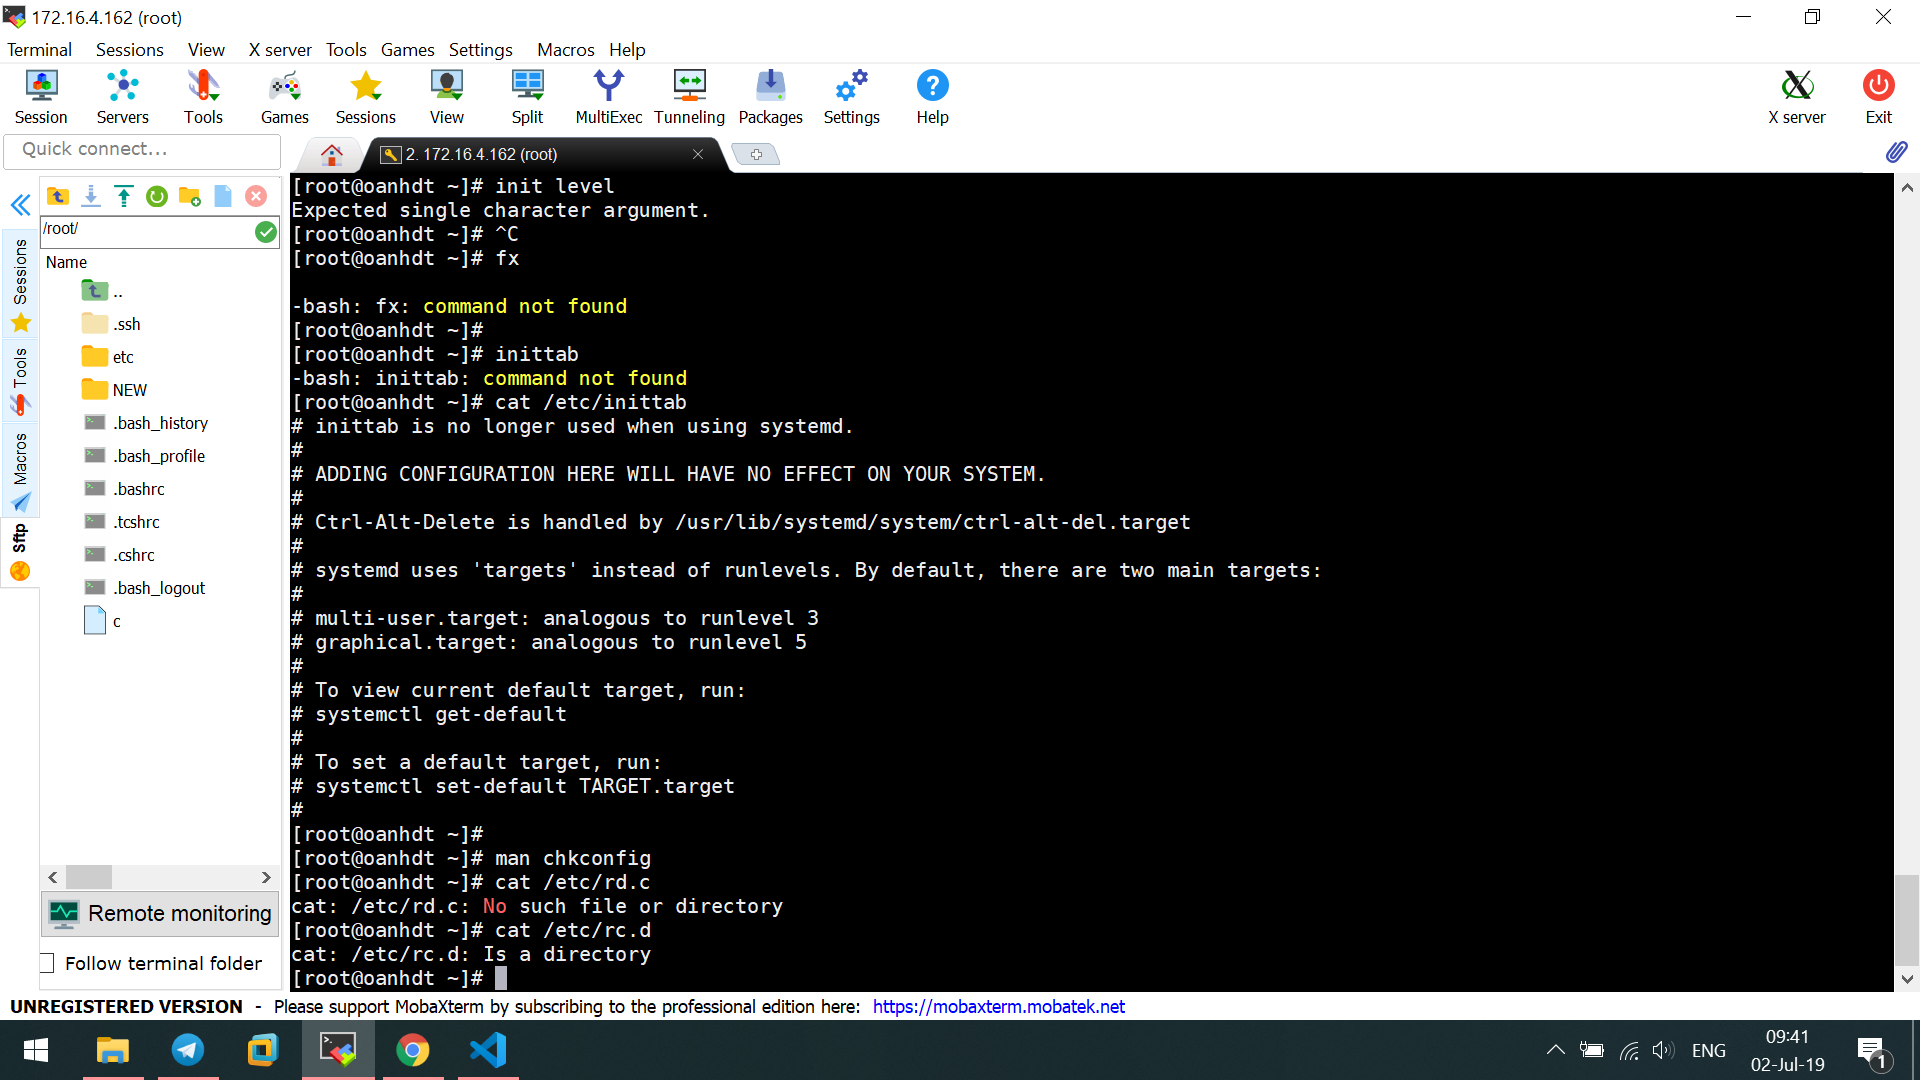 172.16.4.162 (root)
Terminal Sessions View X server Tools Games Settings Macros Help
Session Servers Tools Games Sessions View Split MultiExec Tunneling Packages Settings Help X server Exit
Quick connect...
2. 172.16.4.162 (root)
/root/
Name
..
.ssh
etc
NEW
.bash_history
.bash_profile
.bashrc
.tcshrc
.cshrc
.bash_logout
c
Sessions
Tools
Macros
Sftp
Remote monitoring
Follow terminal folder
[root@oanhdt ~]# init level
Expected single character argument.
[root@oanhdt ~]# ^C
[root@oanhdt ~]# fx
-bash: fx: command not found
[root@oanhdt ~]#
[root@oanhdt ~]# inittab
-bash: inittab: command not found
[root@oanhdt ~]# cat /etc/inittab
# inittab is no longer used when using systemd.
#
# ADDING CONFIGURATION HERE WILL HAVE NO EFFECT ON YOUR SYSTEM.
#
# Ctrl-Alt-Delete is handled by /usr/lib/systemd/system/ctrl-alt-del.target
#
# systemd uses 'targets' instead of runlevels. By default, there are two main targets:
#
# multi-user.target: analogous to runlevel 3
# graphical.target: analogous to runlevel 5
#
# To view current default target, run:
# systemctl get-default
#
# To set a default target, run:
# systemctl set-default TARGET.target
#
[root@oanhdt ~]#
[root@oanhdt ~]# man chkconfig
[root@oanhdt ~]# cat /etc/rd.c
cat: /etc/rd.c: No such file or directory
[root@oanhdt ~]# cat /etc/rc.d
cat: /etc/rc.d: Is a directory
[root@oanhdt ~]#
UNREGISTERED VERSION - Please support MobaXterm by subscribing to the professional edition here: https://mobaxterm.mobatek.net
ENG
09:41
02-Jul-19
1